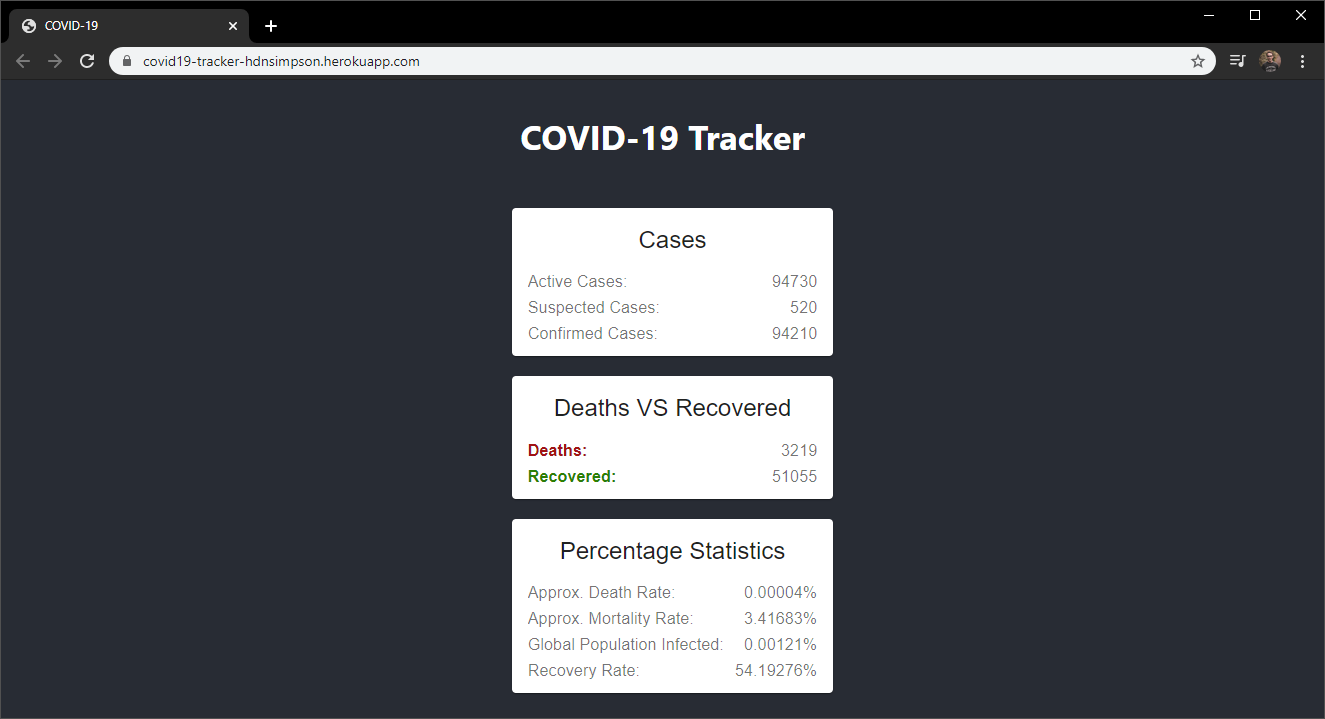 COVID-19
covid19-tracker-hdnsimpson.herokuapp.com
COVID-19 Tracker
Cases
Active Cases: 94730
Suspected Cases: 520
Confirmed Cases: 94210
Deaths VS Recovered
Deaths: 3219
Recovered: 51055
Percentage Statistics
Approx. Death Rate: 0.00004%
Approx. Mortality Rate: 3.41683%
Global Population Infected: 0.00121%
Recovery Rate: 54.19276%